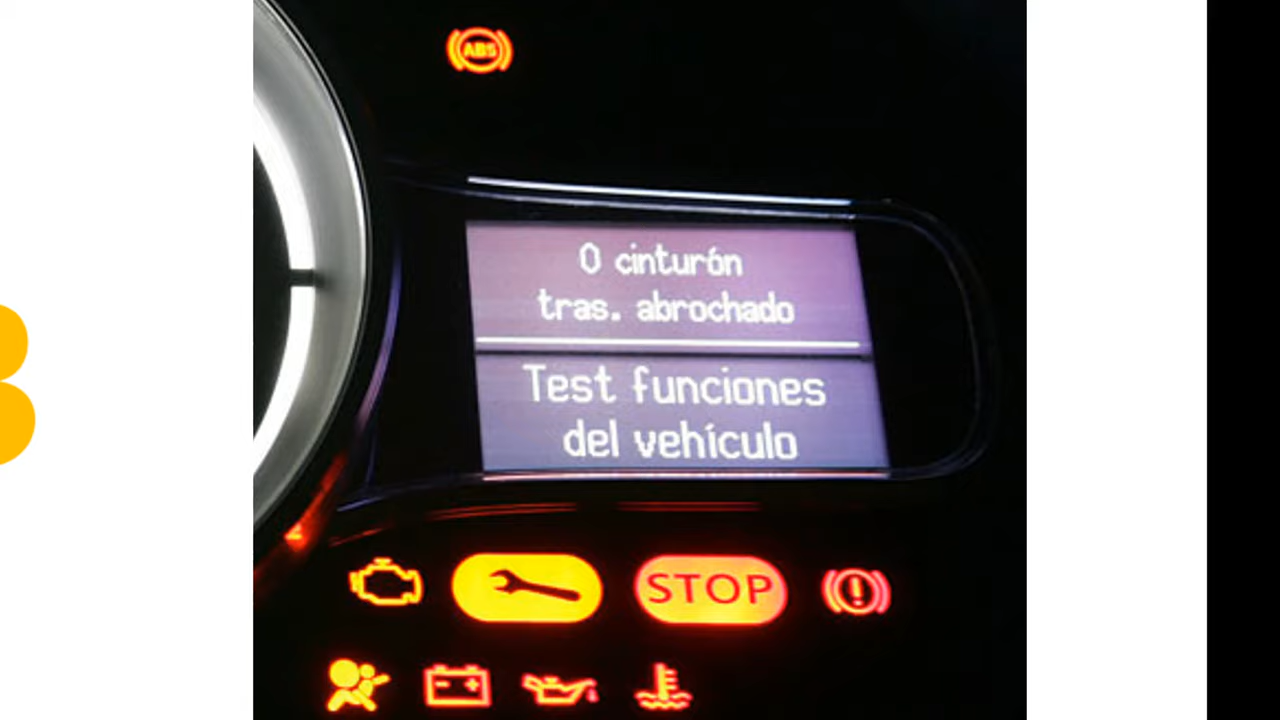 ABS
0 cinturón
tras. abrochado
Test funciones
del vehículo
STOP